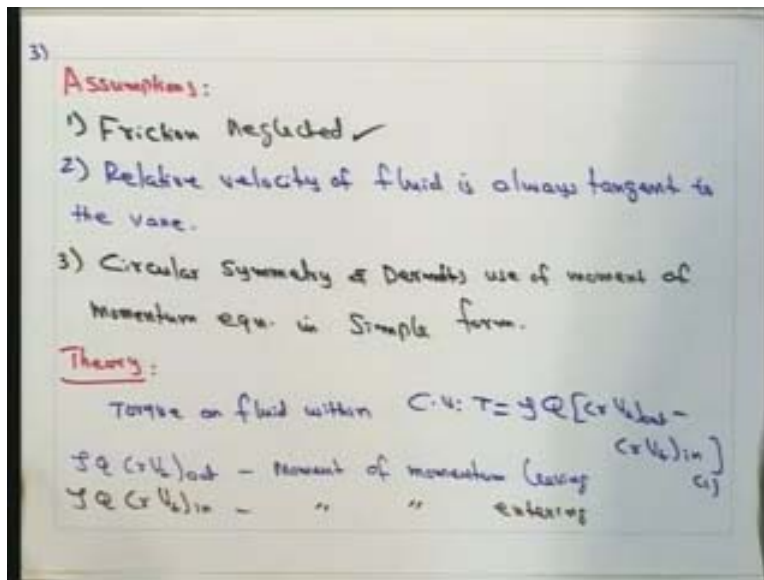 3)
Assumptions:
1) Friction neglected ✓
2) Relative velocity of fluid is always tangent to
the vane.
3) Circular Symmetry & Permits use of moment of
momentum equ. in Simple form.
Theory:
Torque on fluid within C.V: T = ρQ[(rVt)out -
(rVt)in]
(1)
ρQ (rVt)out - Moment of momentum leaving
ρQ (rVt)in - " " entering